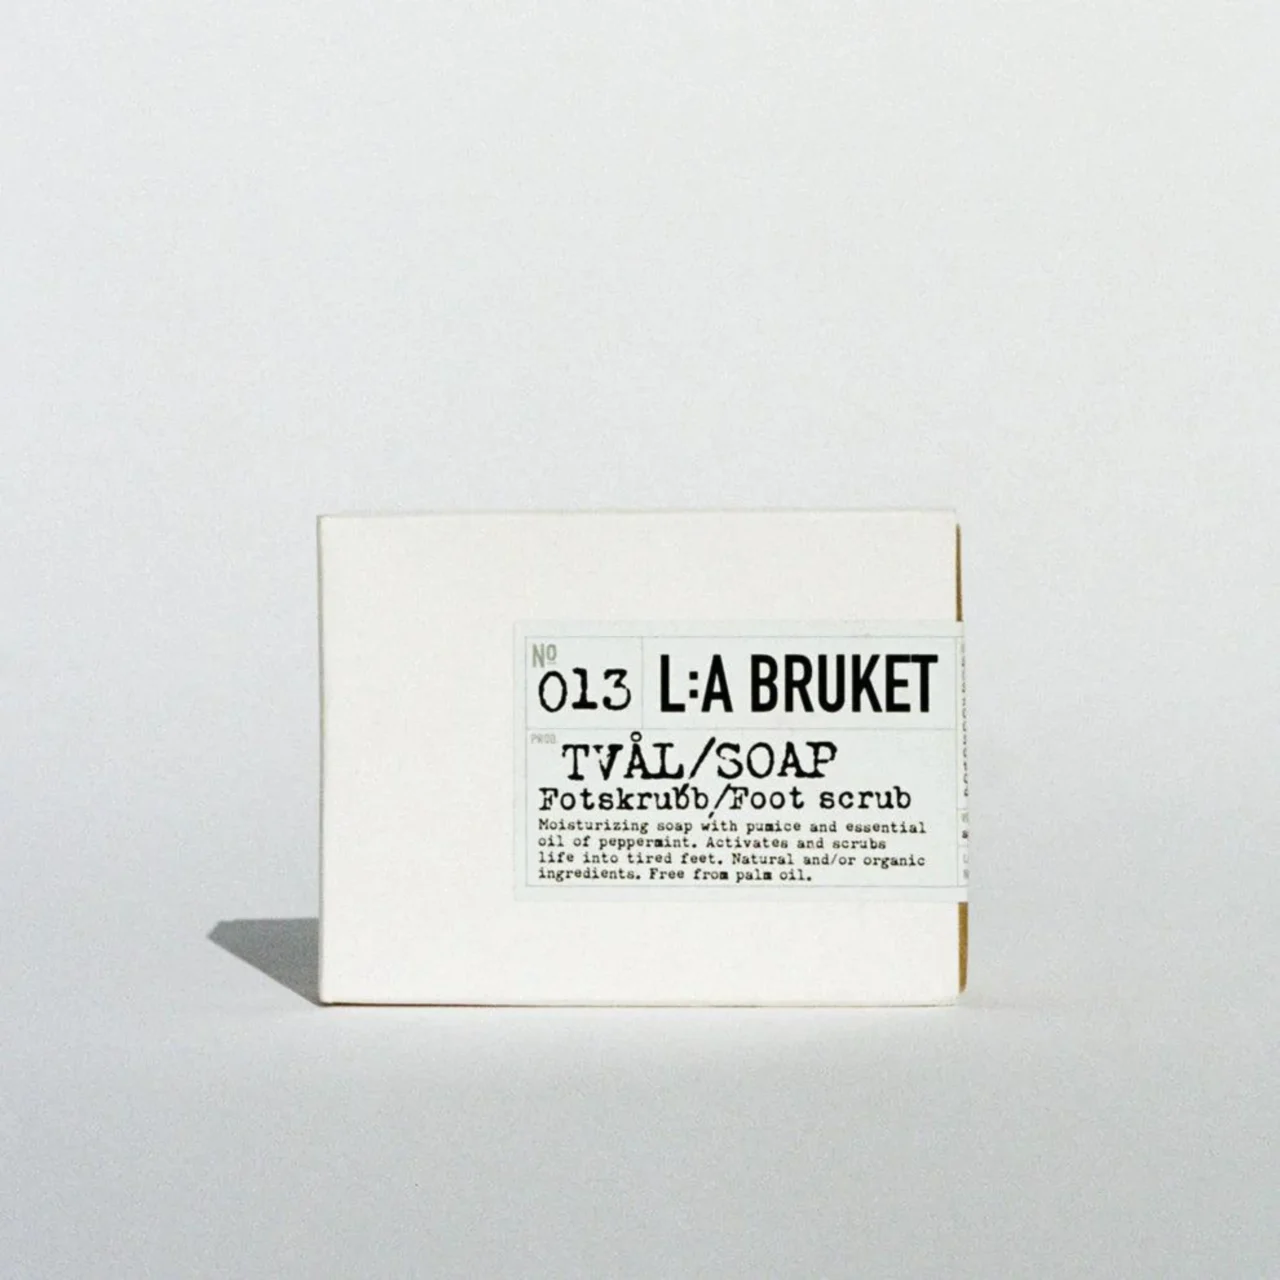 No
013
L:A BRUKET
PROD.
TVÅL/SOAP
Fotskrubb/Foot scrub
Moisturizing soap with pumice and essential
oil of peppermint. Activates and scrubs
life into tired feet. Natural and/or organic
ingredients. Free from palm oil.